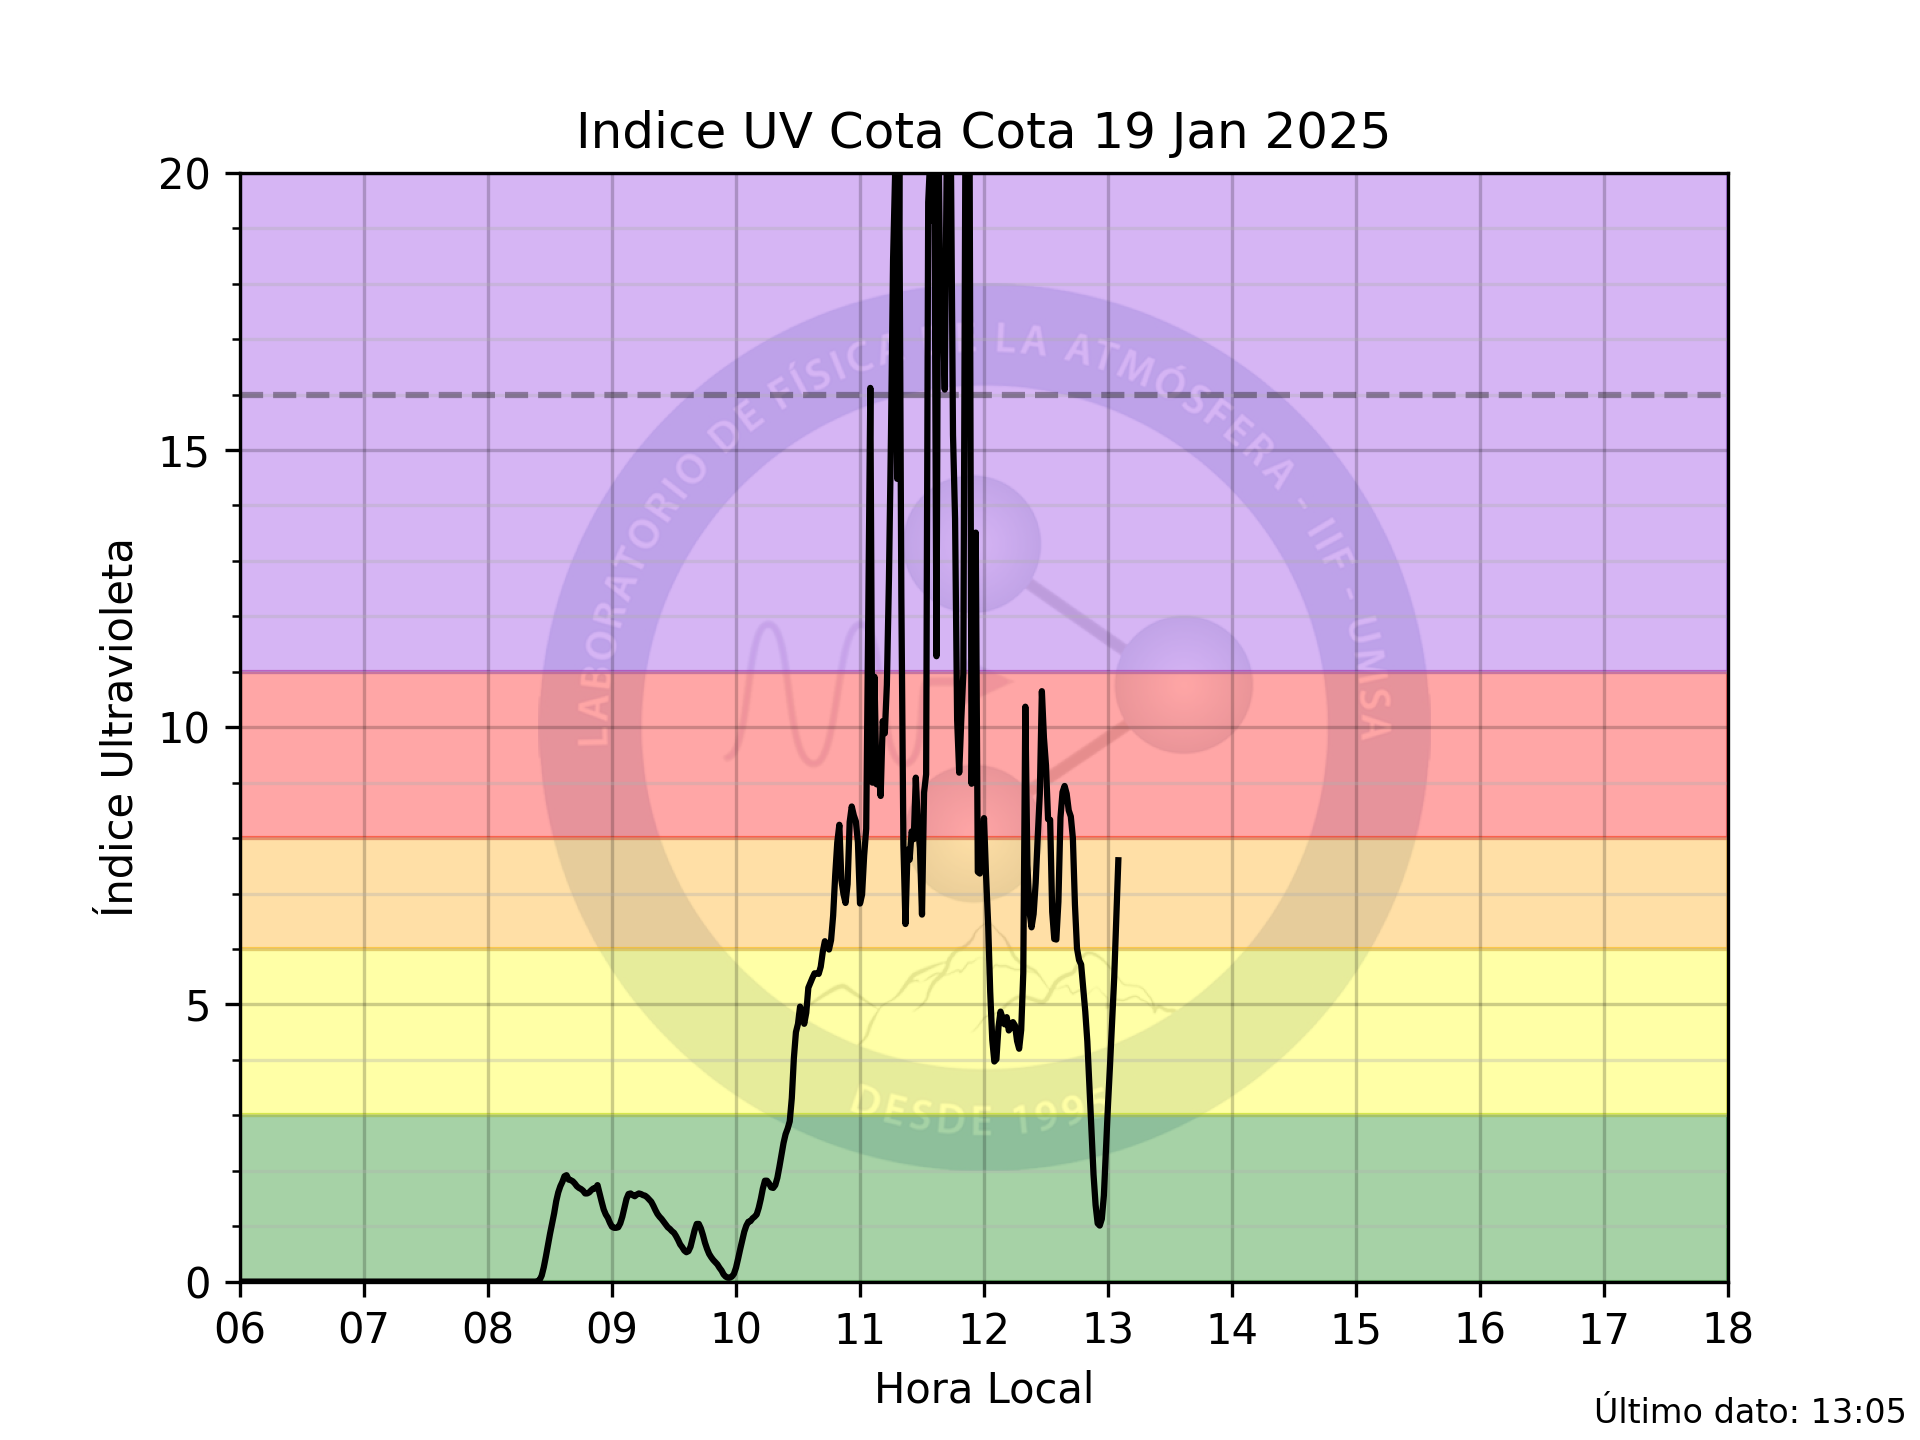 Indice UV Cota Cota 19 Jan 2025
20
15
10
5
0
Índice Ultravioleta
LABORATORIO DE FÍSICA LA ATMÓSFERA - IIF - UMSA
DESDE
06 07 08 09 10 11 12 13 14 15 16 17 18
Hora Local
Último dato: 13:05